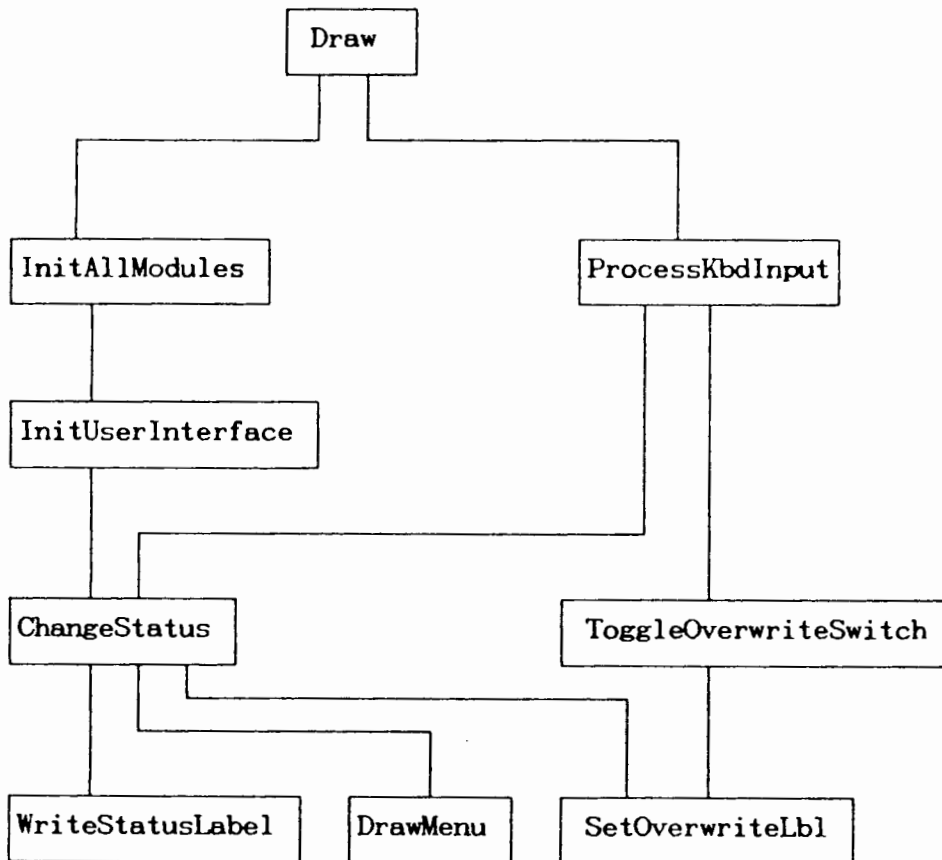 Draw
InitAllModules
ProcessKbdInput
InitUserInterface
ChangeStatus
ToggleOverwriteSwitch
WriteStatusLabel
DrawMenu
SetOverwriteLbl